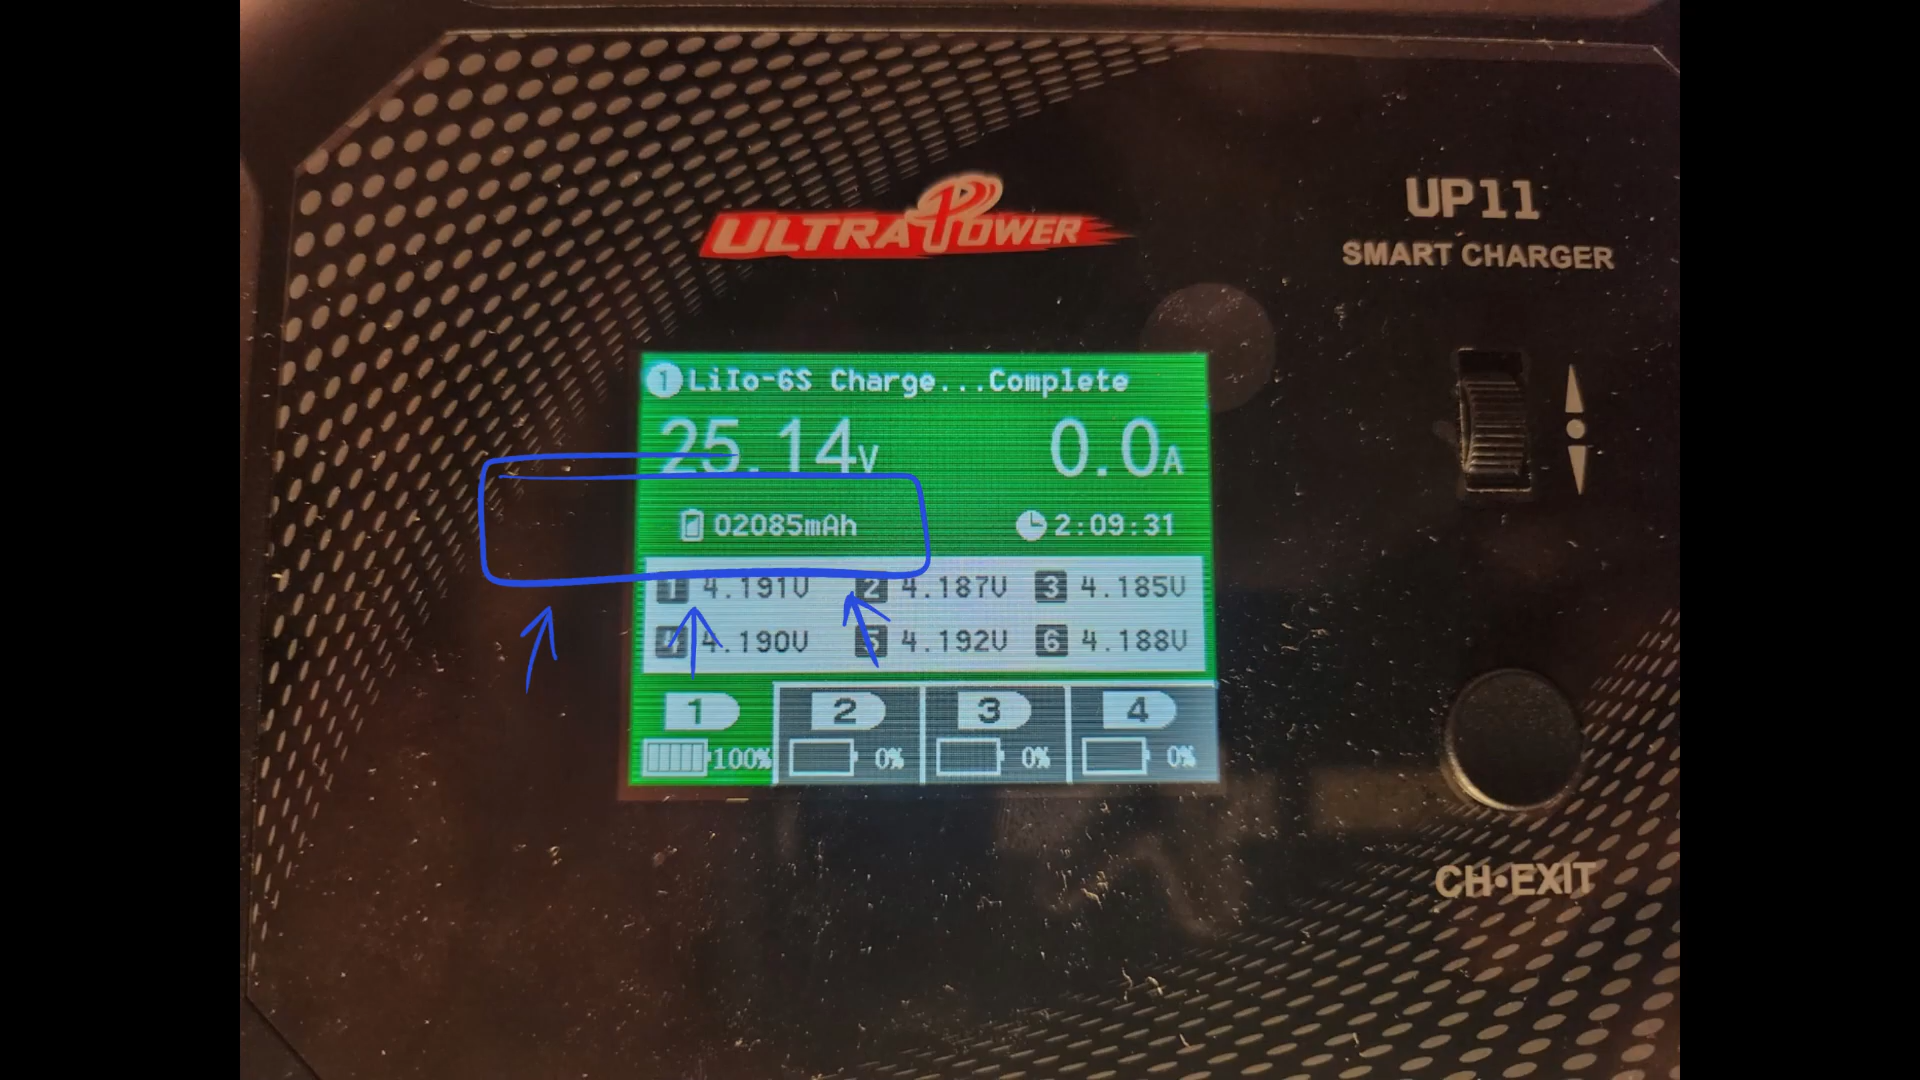 ULTRA POWER
UP11
SMART CHARGER
1 LiIo-6S Charge...Complete
25.14V 0.0A
02085mAh 2:09:31
1 4.191V 2 4.187V 3 4.185V
4 4.190V 5 4.192V 6 4.188V
1 2 3 4
100% 0% 0% 0%
CH•EXIT